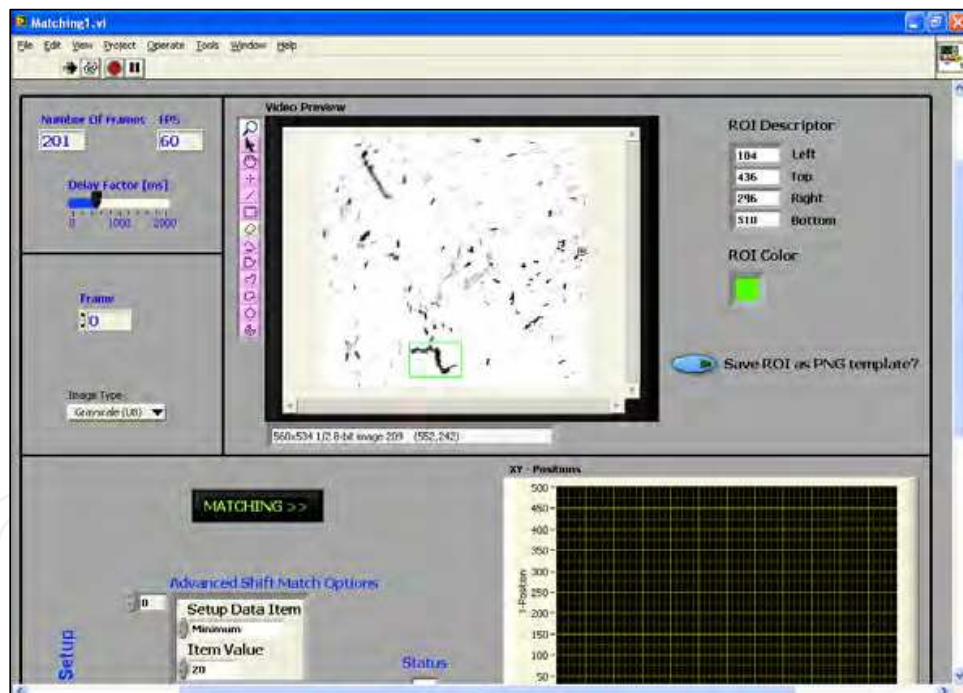 Matching1.vi
File Edit View Project Operate Tools Window Help
Number Of Frames FPS
201 60
Delay Factor [ms]
0 1000 2000
Frame
0
Image Type
Grayscale (U8)
Video Preview
560x534 1/2.8-bit image 209 (552,242)
ROI Descriptor
184 Left
436 Top
296 Right
510 Bottom
ROI Color
Save ROI as PNG template?
MATCHING >>
Advanced Shift Match Options
0
Setup Data Item
Minimum
Item Value
20
Setup
Status
XY - Positions
Y-Position
500
450
400
350
300
250
200
150
100
50